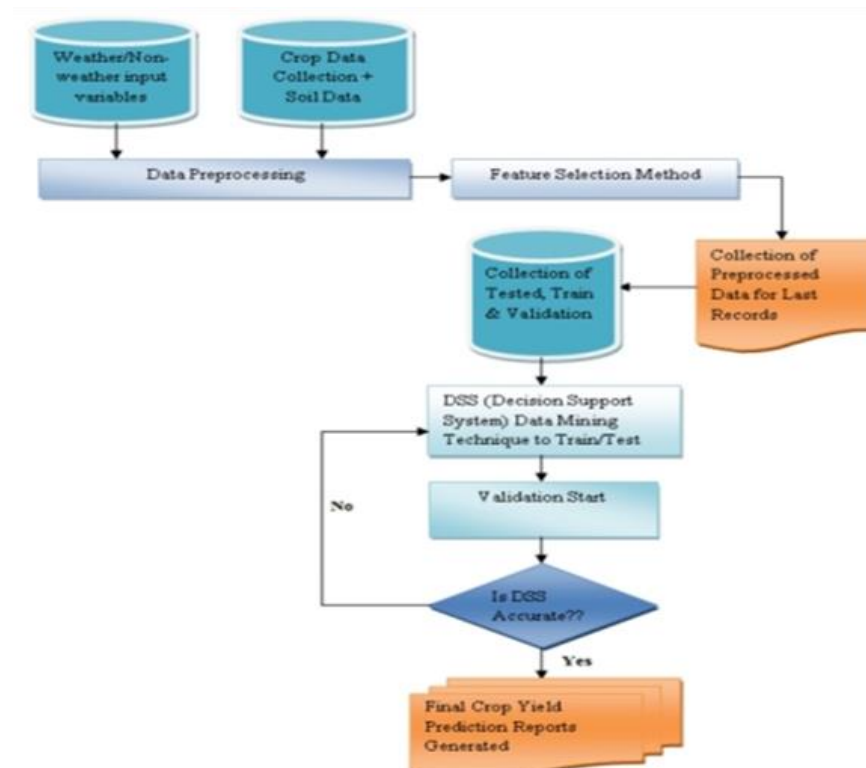 Weather/Non-
weather input
variables
Crop Data
Collection +
Soil Data
Data Preprocessing
Feature Selection Method
Collection of
Preprocessed
Data for Last
Records
Collection of
Tested, Train
& Validation
DSS (Decision Support
System) Data Mining
Technique to Train/Test
Validation Start
No
Is DSS
Accurate??
Yes
Final Crop Yield
Prediction Reports
Generated